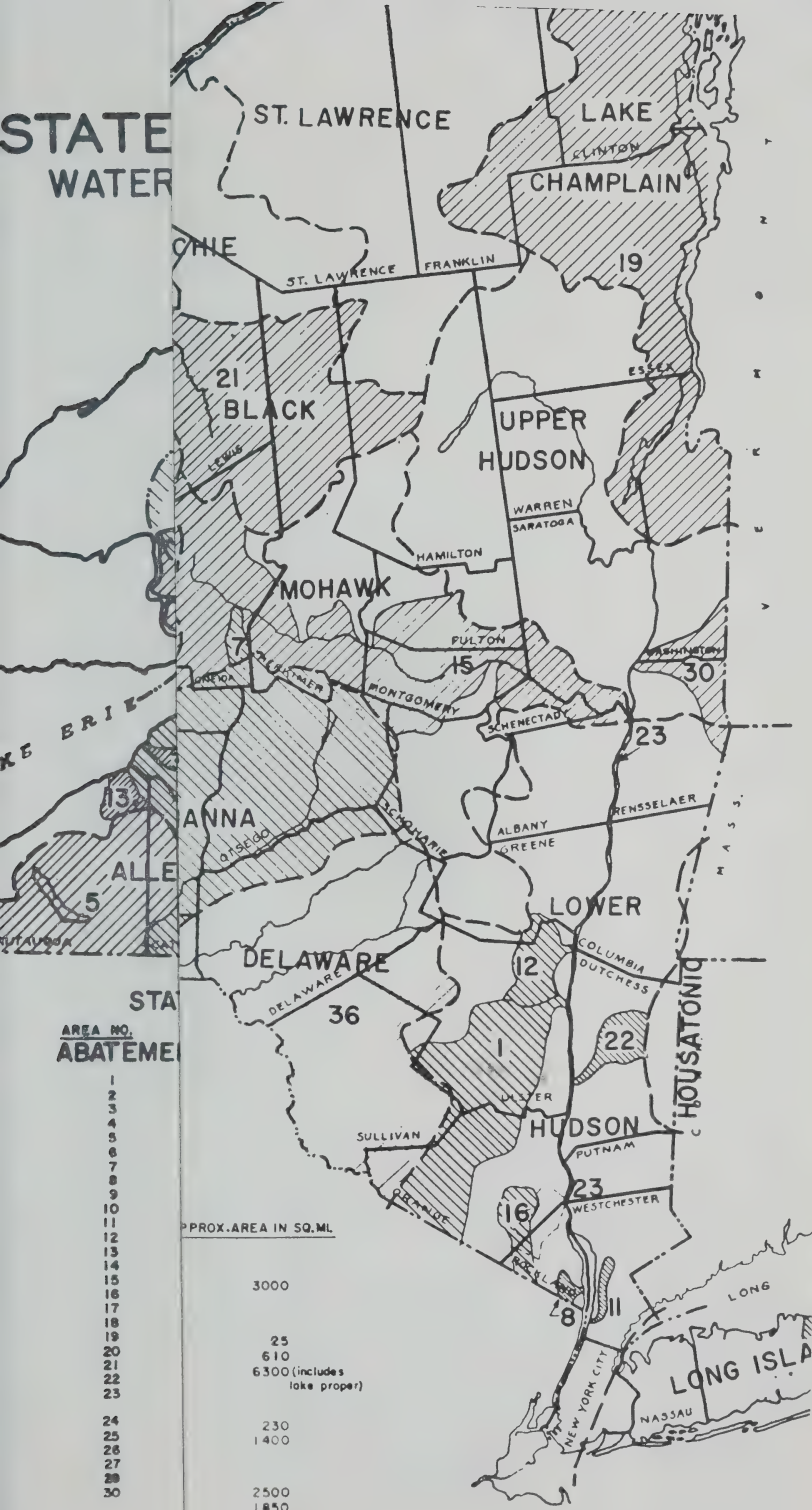 STATE
WATER
ST. LAWRENCE
LAKE
CLINTON
CHAMPLAIN
19
CHIE
ST. LAWRENCE
FRANKLIN
ESSEX
21
BLACK
LEWIS
UPPER
HUDSON
WARREN
SARATOGA
HAMILTON
MOHAWK
FULTON
15
7
HERKIMER
ONEIDA
MONTGOMERY
WASHINGTON
30
SCHENECTADY
23
KE ERIE
13
ANNA
OTSEGO
SCHOHARIE
ALBANY
GREENE
RENSSELAER
MASS.
VERMONT
ALLE
5
UTAUQUA
LOWER
DELAWARE
DELAWARE
36
12
COLUMBIA
DUTCHESS
HOUSATONIC
1
22
ULSTER
SULLIVAN
HUDSON
PUTNAM
ORANGE
23
WESTCHESTER
16
ROCKLAND
8
11
LONG
NEW YORK CITY
NASSAU
LONG ISLA
STA
AREA NO.
ABATEME
1
2
3
4
5
6
7
8
9
10
11
12
13
14
15
16
17
18
19
20
21
22
23
24
25
26
27
28
29
30
PPROX. AREA IN SQ. MI.
3000
25
610
6300 (includes
lake proper)
230
1400
2500
1850